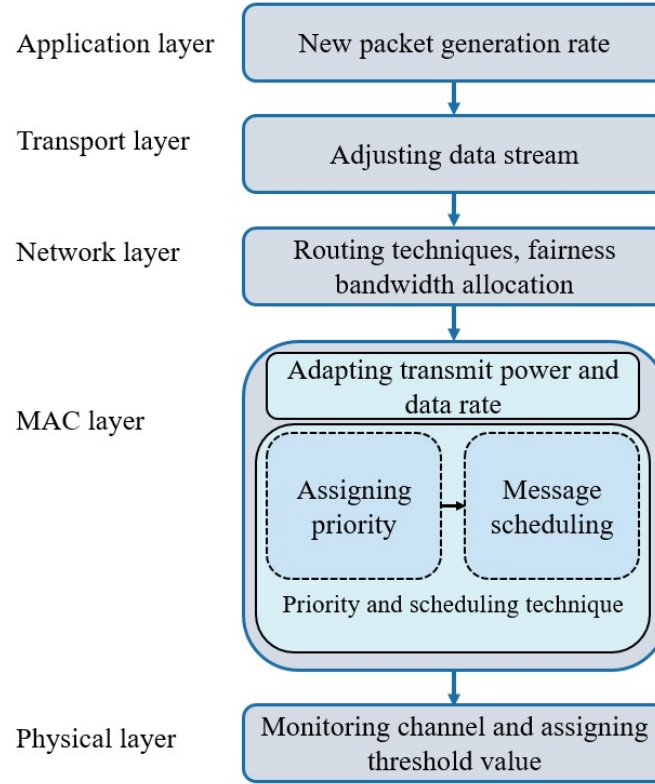 Application layer
New packet generation rate
Transport layer
Adjusting data stream
Network layer
Routing techniques, fairness
bandwidth allocation
MAC layer
Adapting transmit power and
data rate
Assigning
priority
Message
scheduling
Priority and scheduling technique
Physical layer
Monitoring channel and assigning
threshold value